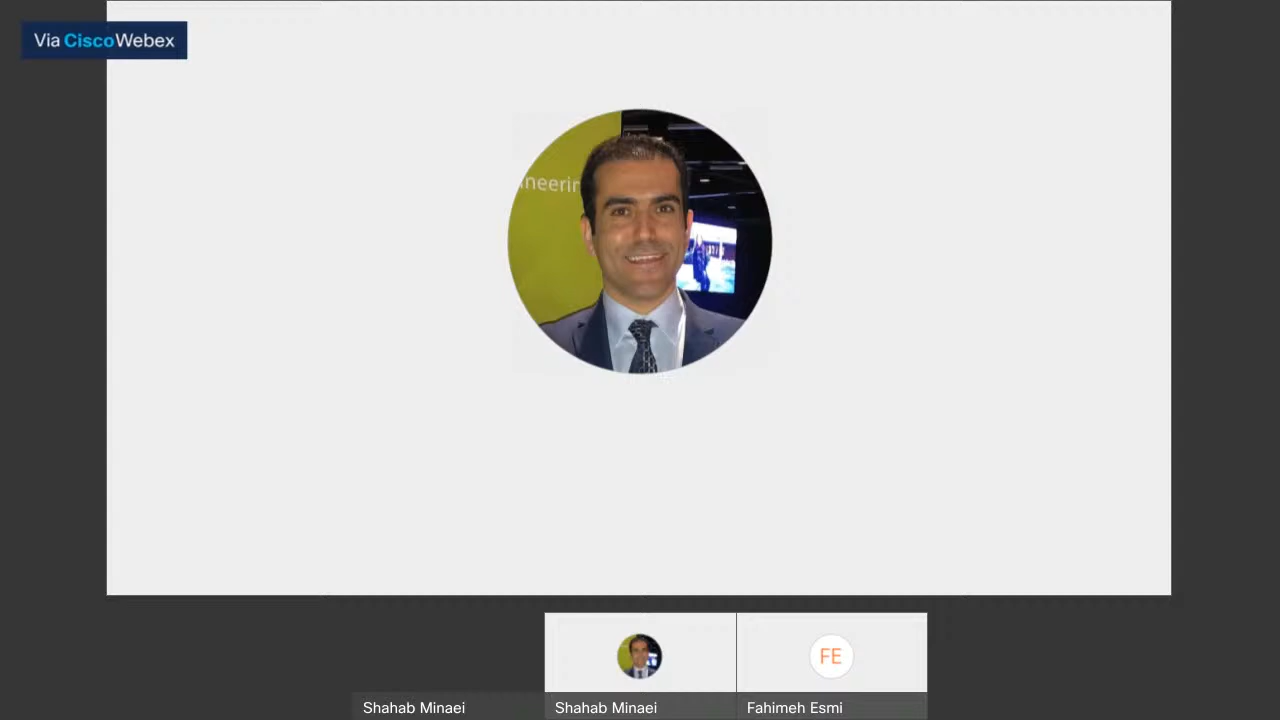 Via CiscoWebex
neerin
FE
Shahab Minaei
Shahab Minaei
Fahimeh Esmi